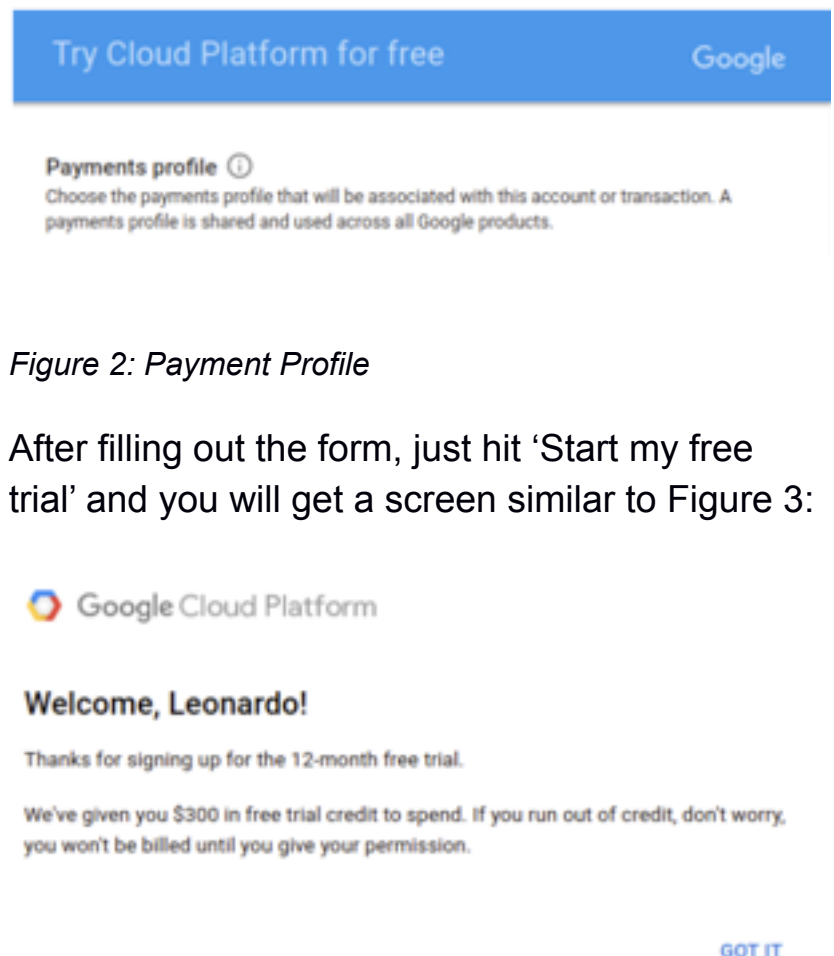 Try Cloud Platform for free
Google
Payments profile
Choose the payments profile that will be associated with this account or transaction. A
payments profile is shared and used across all Google products.
Figure 2: Payment Profile
After filling out the form, just hit ‘Start my free
trial’ and you will get a screen similar to Figure 3:
Google Cloud Platform
Welcome, Leonardo!
Thanks for signing up for the 12-month free trial.
We've given you $300 in free trial credit to spend. If you run out of credit, don't worry,
you won't be billed until you give your permission.
GOT IT